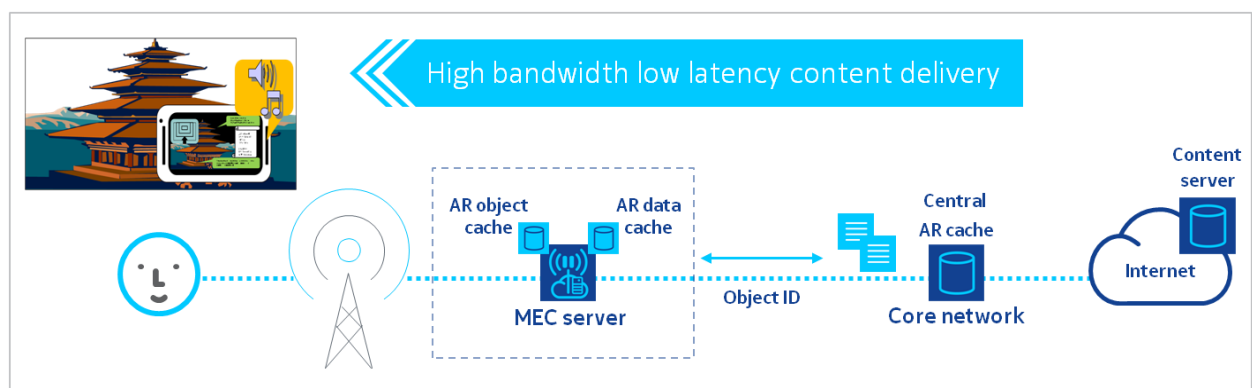 High bandwidth low latency content delivery
Content
server
AR object
cache
AR data
cache
Central
AR cache
Internet
Object ID
MEC server
Core network